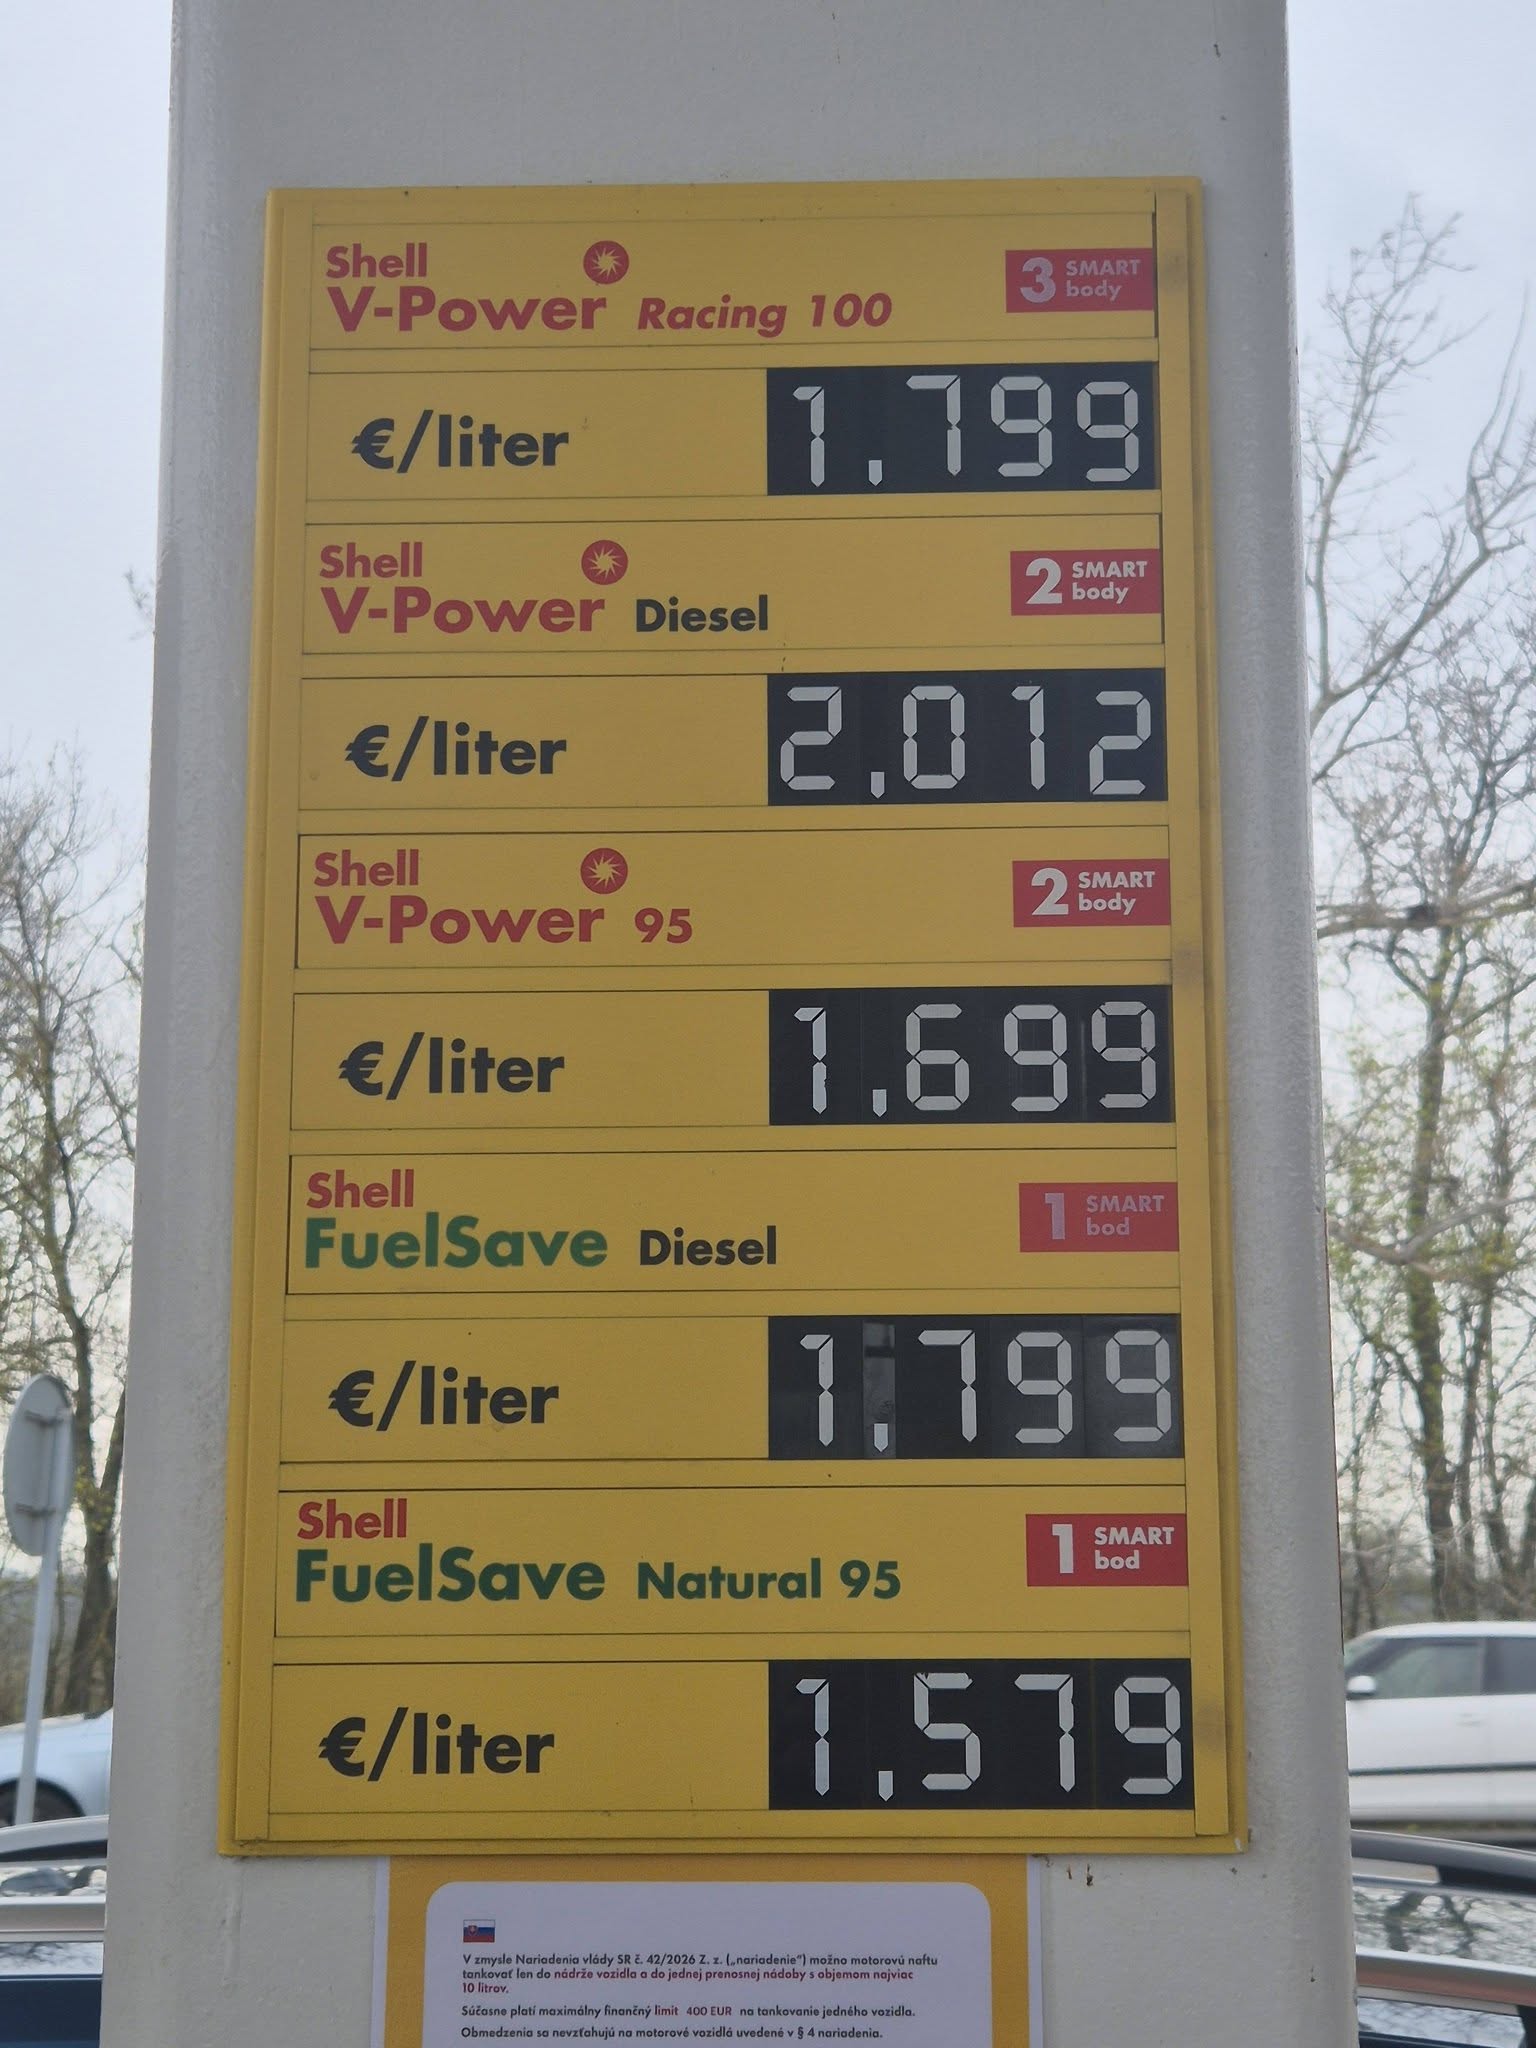 Shell
V-Power Racing 100
3 SMART body
€/liter 1,799
Shell
V-Power Diesel
2 SMART body
€/liter 2,012
Shell
V-Power 95
2 SMART body
€/liter 1,699
Shell
FuelSave Diesel
1 SMART bod
€/liter 1,799
Shell
FuelSave Natural 95
1 SMART bod
€/liter 1,579
V zmysle Nariadenia vlády SR č. 42/2026 Z. z. („nariadenie“) možno motorovú naftu
tankovať len do nádrže vozidla a do jednej prenosnej nádoby s objemom najviac
10 litrov.
Súčasne platí maximálny finančný limit 400 EUR na tankovanie jedného vozidla.
Obmedzenia sa nevzťahujú na motorové vozidlá uvedené v § 4 nariadenia.